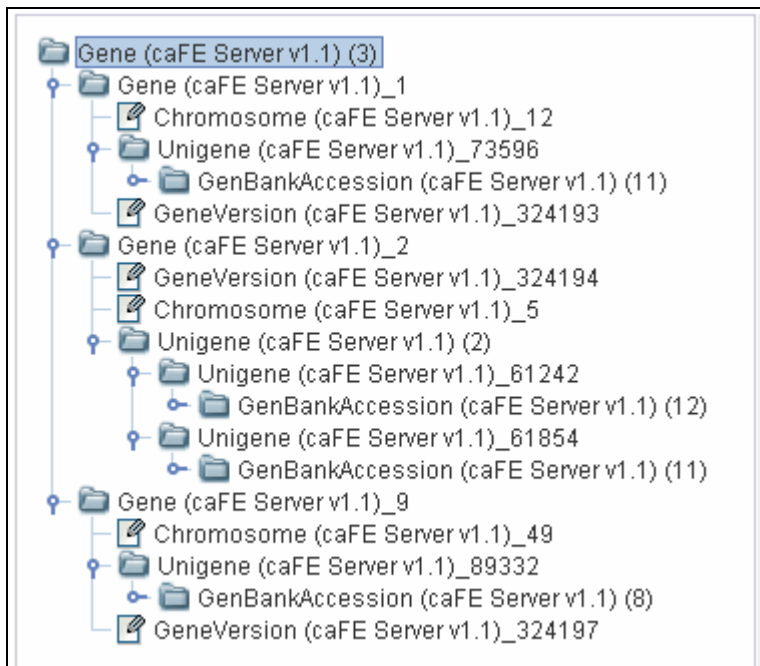 Gene (caFE Server v1.1) (3)
Gene (caFE Server v1.1)_1
Chromosome (caFE Server v1.1)_12
Unigene (caFE Server v1.1)_73596
GenBankAccession (caFE Server v1.1) (11)
GeneVersion (caFE Server v1.1)_324193
Gene (caFE Server v1.1)_2
GeneVersion (caFE Server v1.1)_324194
Chromosome (caFE Server v1.1)_5
Unigene (caFE Server v1.1) (2)
Unigene (caFE Server v1.1)_61242
GenBankAccession (caFE Server v1.1) (12)
Unigene (caFE Server v1.1)_61854
GenBankAccession (caFE Server v1.1) (11)
Gene (caFE Server v1.1)_9
Chromosome (caFE Server v1.1)_49
Unigene (caFE Server v1.1)_89332
GenBankAccession (caFE Server v1.1) (8)
GeneVersion (caFE Server v1.1)_324197